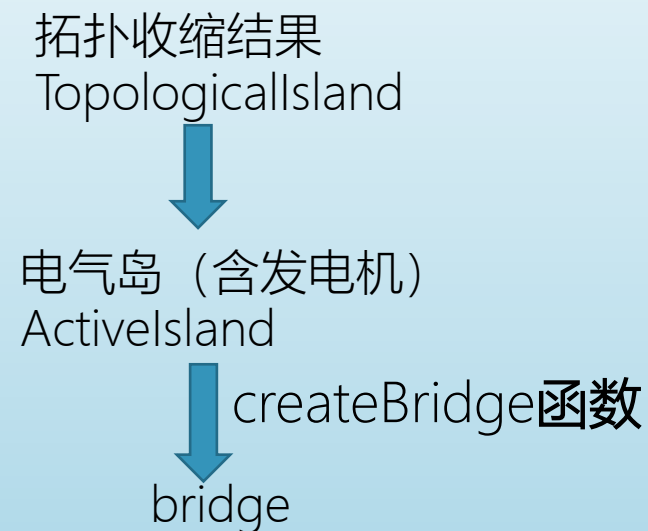 拓扑收缩结果
TopologicalIsland
电气岛（含发电机）
ActiveIsland
createBridge函数
bridge